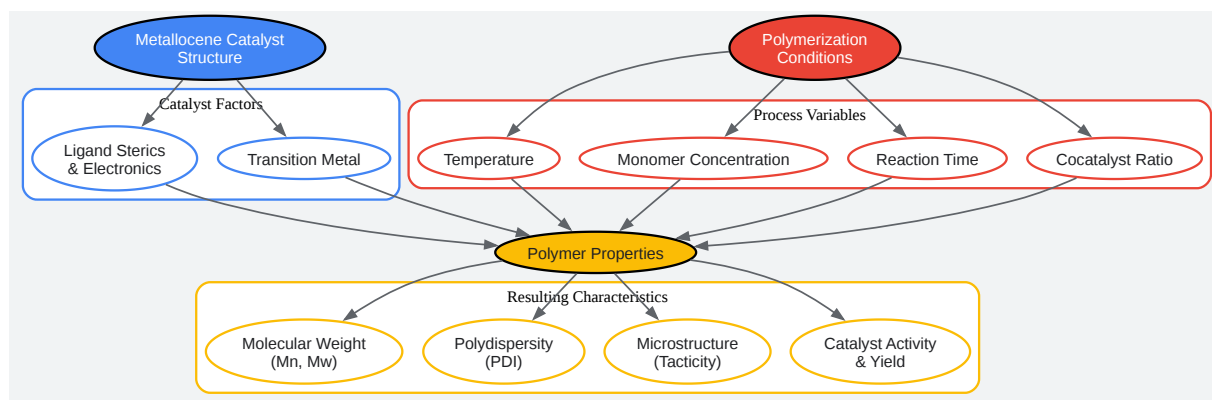 Metallocene Catalyst
Structure
Polymerization
Conditions
Catalyst Factors
Process Variables
Ligand Sterics
& Electronics
Transition Metal
Temperature
Monomer Concentration
Reaction Time
Cocatalyst Ratio
Polymer Properties
Resulting Characteristics
Molecular Weight
(Mn, Mw)
Polydispersity
(PDI)
Microstructure
(Tacticity)
Catalyst Activity
& Yield